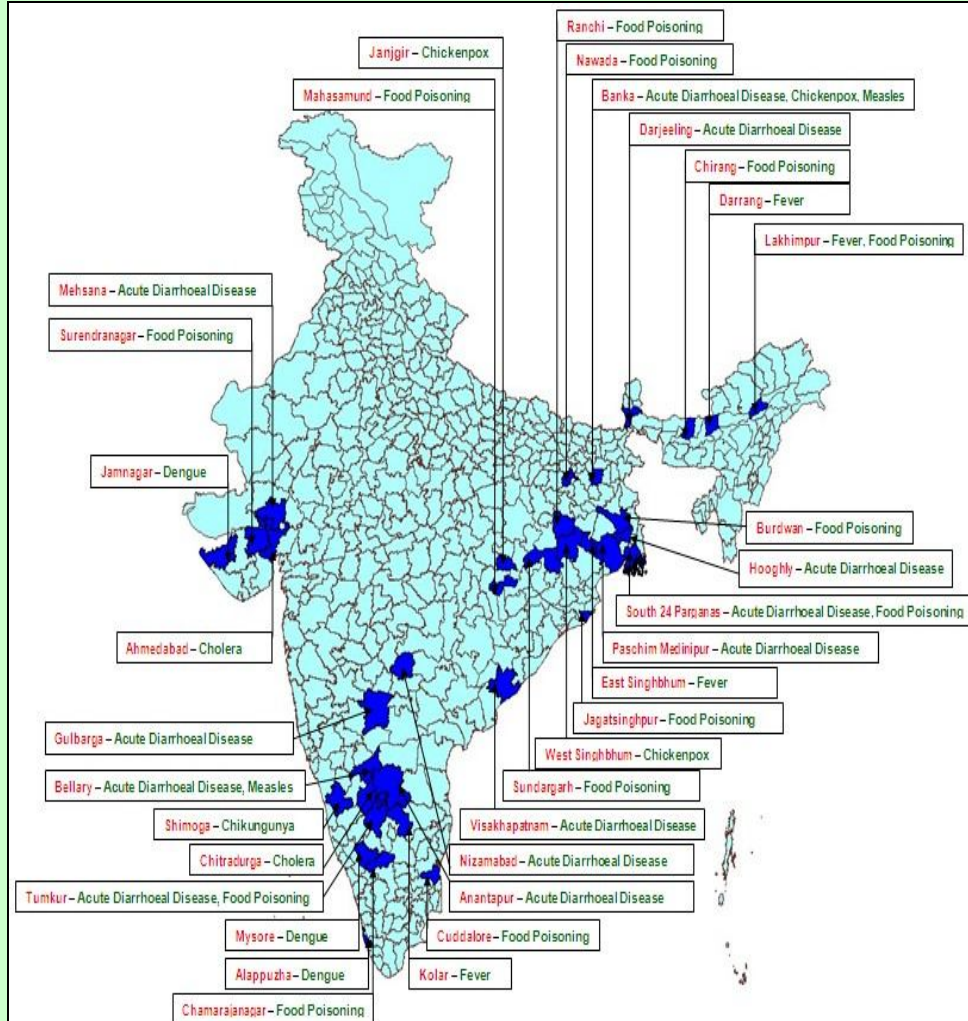 Ranchi – Food Poisoning
Janjgir – Chickenpox
Nawada – Food Poisoning
Mahasamund – Food Poisoning
Banka – Acute Diarrhoeal Disease, Chickenpox, Measles
Darjeeling – Acute Diarrhoeal Disease
Chirang – Food Poisoning
Darrang – Fever
Lakhimpur – Fever, Food Poisoning
Mehsana – Acute Diarrhoeal Disease
Surendranagar – Food Poisoning
Jamnagar – Dengue
Burdwan – Food Poisoning
Hooghly – Acute Diarrhoeal Disease
South 24 Parganas – Acute Diarrhoeal Disease, Food Poisoning
Ahmedabad – Cholera
Paschim Medinipur – Acute Diarrhoeal Disease
East Singhbhum – Fever
Jagatsinghpur – Food Poisoning
Gulbarga – Acute Diarrhoeal Disease
West Singhbhum – Chickenpox
Bellary – Acute Diarrhoeal Disease, Measles
Sundargarh – Food Poisoning
Shimoga – Chikungunya
Visakhapatnam – Acute Diarrhoeal Disease
Chitradurga – Cholera
Nizamabad – Acute Diarrhoeal Disease
Tumkur – Acute Diarrhoeal Disease, Food Poisoning
Anantapur – Acute Diarrhoeal Disease
Mysore – Dengue
Cuddalore – Food Poisoning
Alappuzha – Dengue
Kolar – Fever
Chamarajanagar – Food Poisoning